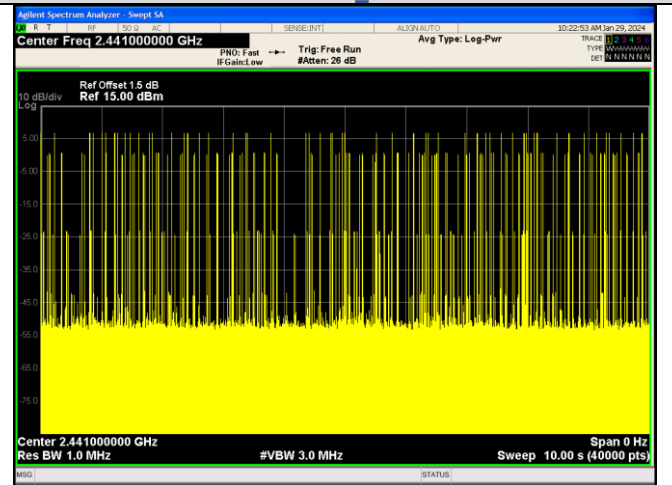 Agilent Spectrum Analyzer - Swept SA
R T RF 50 Ω AC SENSE:INT ALIGN AUTO 10:22:53 AM Jan 29, 2024
Center Freq 2.441000000 GHz
PNO: Fast
IFGain:Low
Trig: Free Run
#Atten: 26 dB
Avg Type: Log-Pwr
TRACE 1 2 3 4 5 6
TYPE
DET N N N N N N
Ref Offset 1.5 dB
10 dB/div Ref 15.00 dBm
Log
5.00
-5.00
-15.0
-25.0
-35.0
-45.0
-55.0
-65.0
-75.0
Center 2.441000000 GHz Span 0 Hz
Res BW 1.0 MHz #VBW 3.0 MHz Sweep 10.00 s (40000 pts)
MSG STATUS